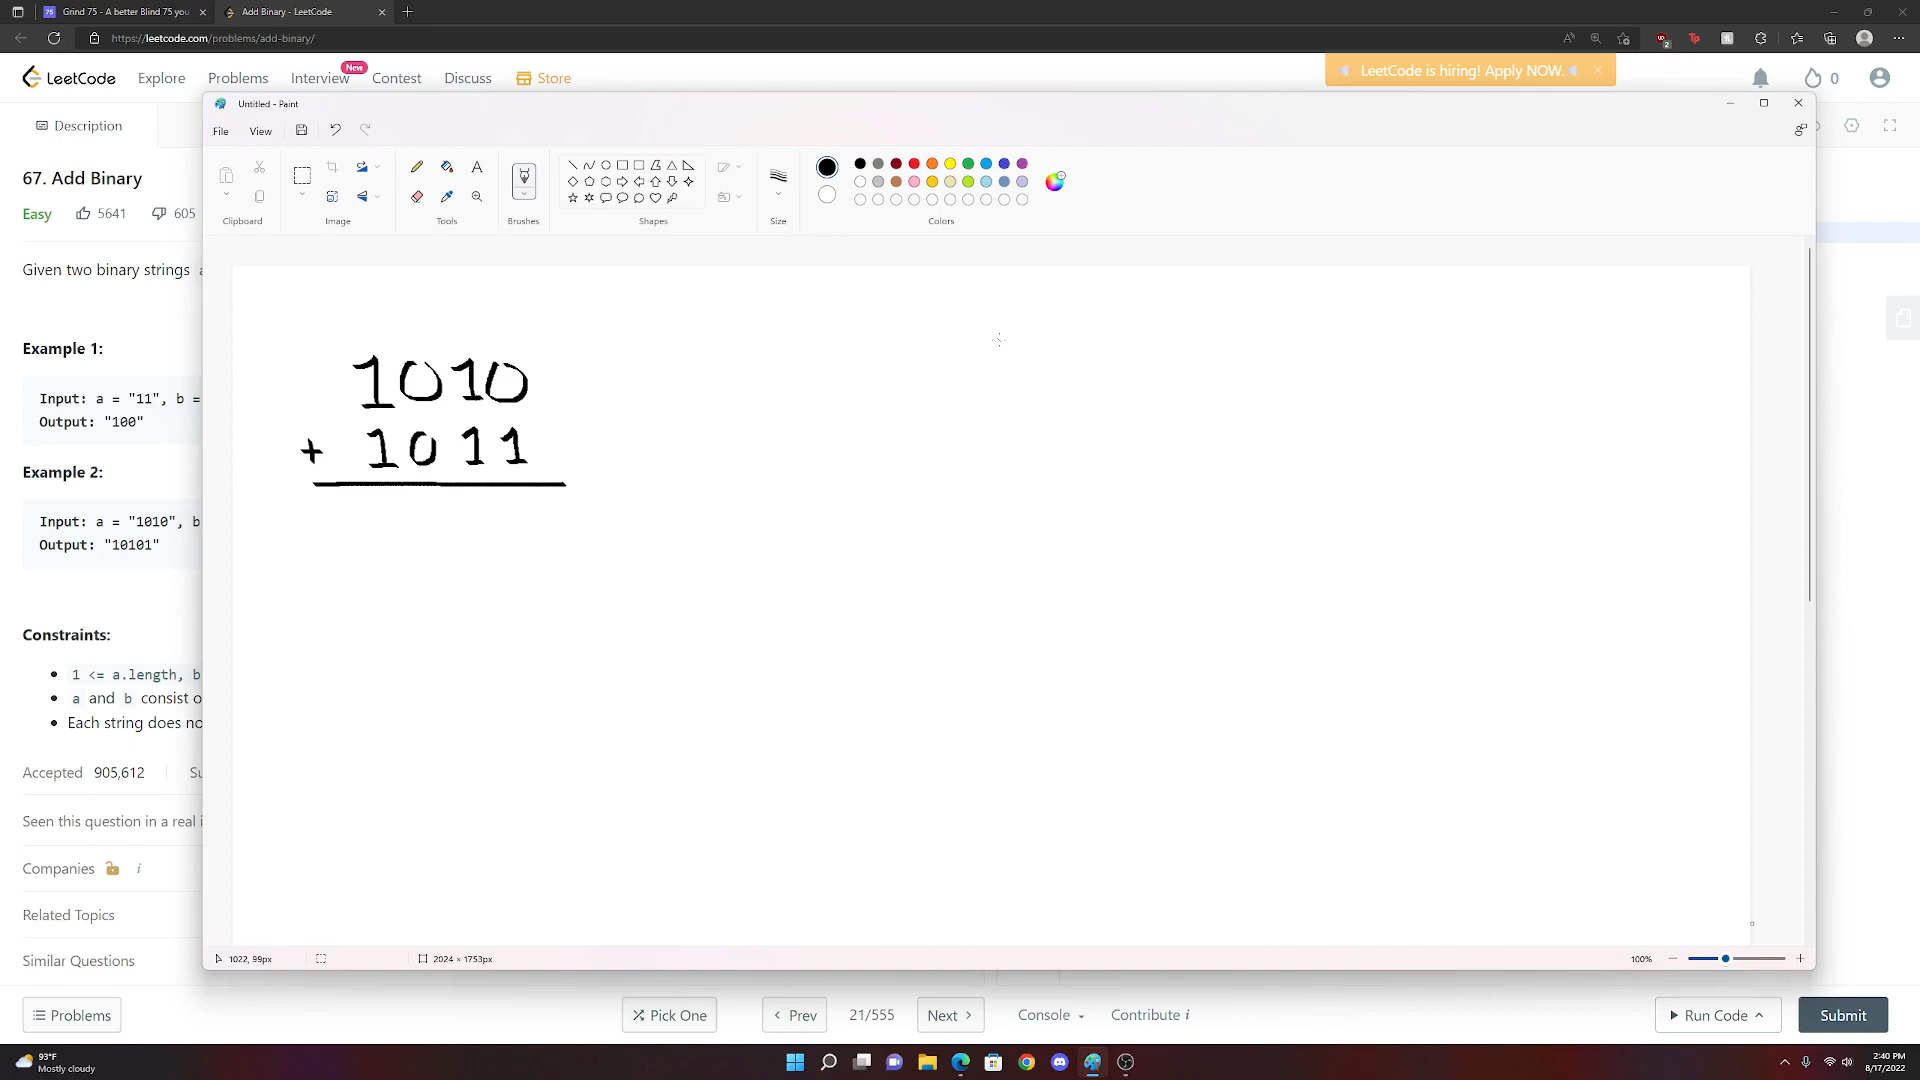 Grind 75 - A better Blind 75 you
Add Binary - LeetCode
https://leetcode.com/problems/add-binary/
LeetCode
Explore
Problems
Interview
New
Contest
Discuss
Store
LeetCode is hiring! Apply NOW.
0
Description
Untitled - Paint
File
View
Clipboard
Image
Tools
Brushes
Shapes
Size
Colors
67. Add Binary
Easy
5641
605
Given two binary strings
Example 1:
Input: a = "11", b =
Output: "100"
Example 2:
Input: a = "1010", b
Output: "10101"
Constraints:
1 <= a.length, b
a and b consist o
Each string does no
Accepted 905,612
Su
Seen this question in a real i
Companies
Related Topics
Similar Questions
1010
+ 1011
1022, 99px
2024 × 1753px
100%
Problems
Pick One
Prev
21/555
Next
Console
Contribute i
Run Code
Submit
93°F
Mostly cloudy
2:40 PM
8/17/2022